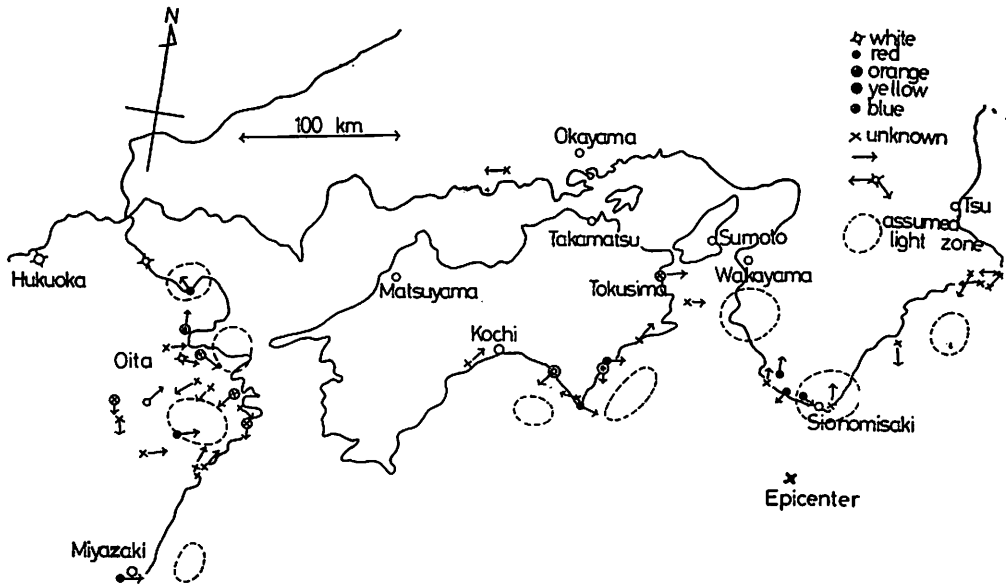 N
100 km
white
red
orange
yellow
blue
unknown
assumed
light zone
Okayama
Tsu
Takamatsu
Sumoto
Hukuoka
Matsuyama
Tokusima
Wakayama
Kochi
Oita
Sionomisaki
Epicenter
Miyazaki